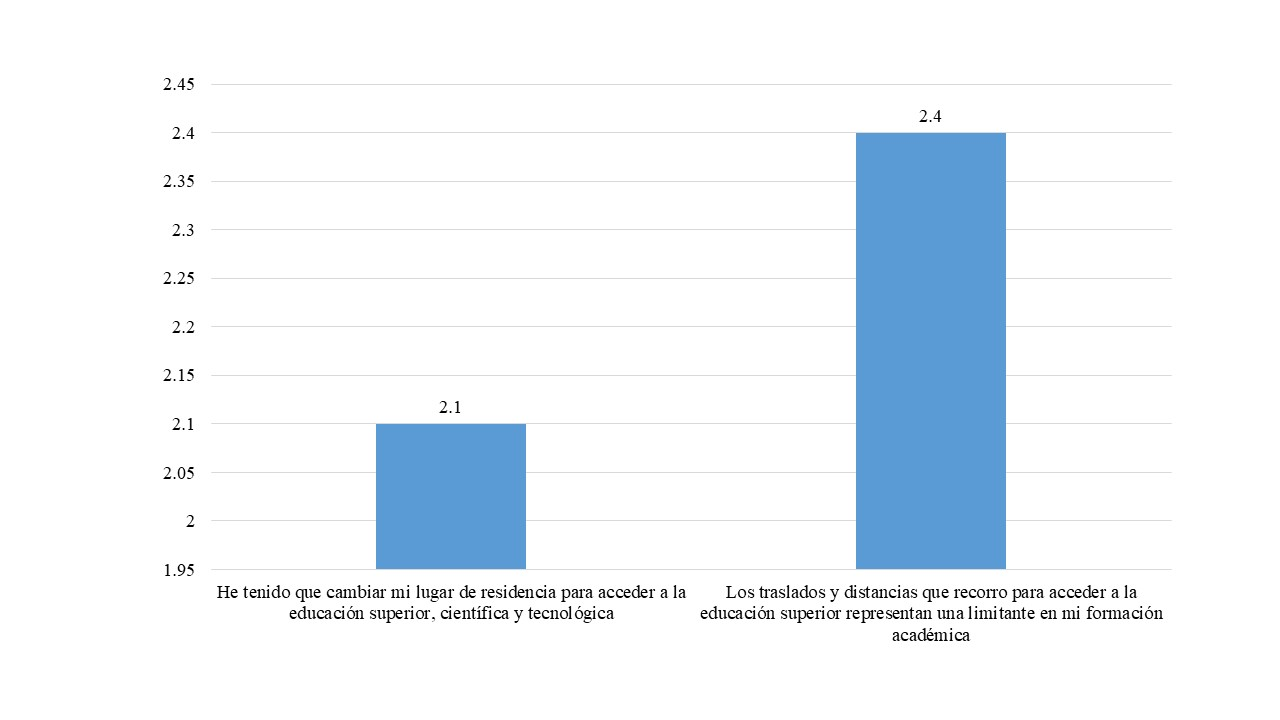 2.45
2.4
2.35
2.3
2.25
2.2
2.15
2.1
2.05
2
1.95
2.1
2.4
He tenido que cambiar mi lugar de residencia para acceder a la
educación superior, científica y tecnológica
Los traslados y distancias que recorro para acceder a la
educación superior representan una limitante en mi formación
académica